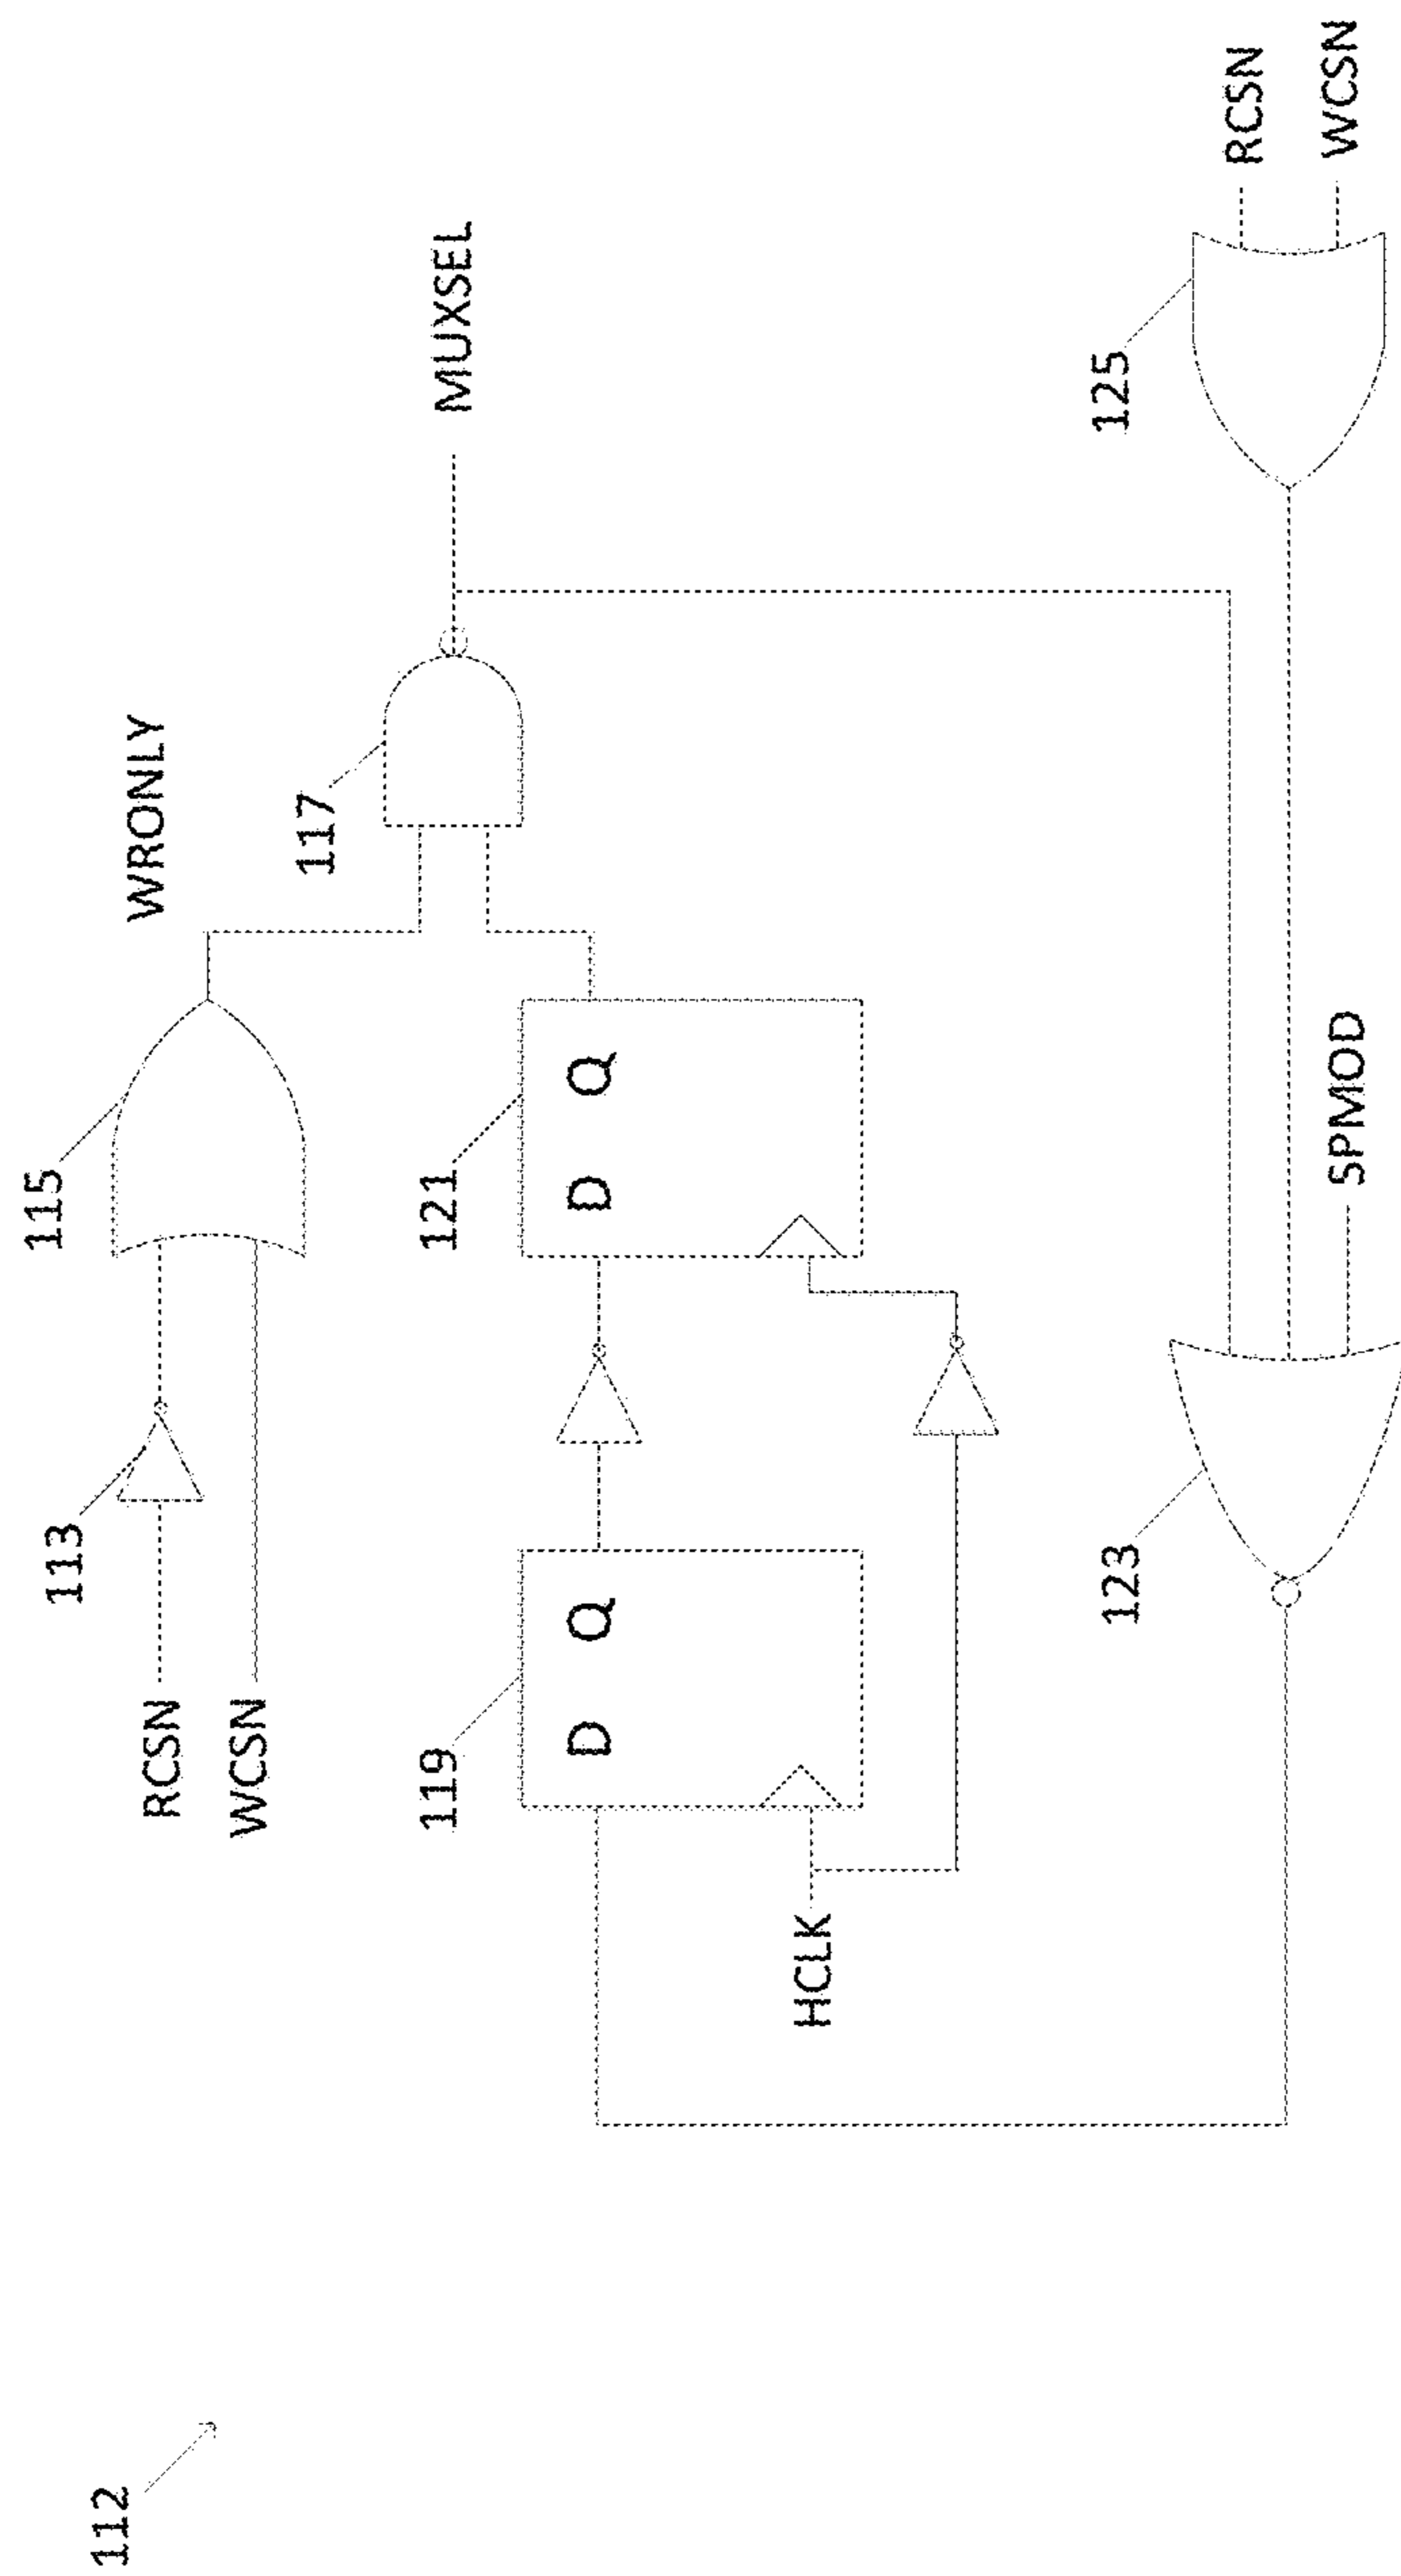 112
113
RCSN
WCSN
115
WRONLY
117
MUXSEL
119
D Q
121
D Q
HCLK
123
SPMOD
125
RCSN
WCSN